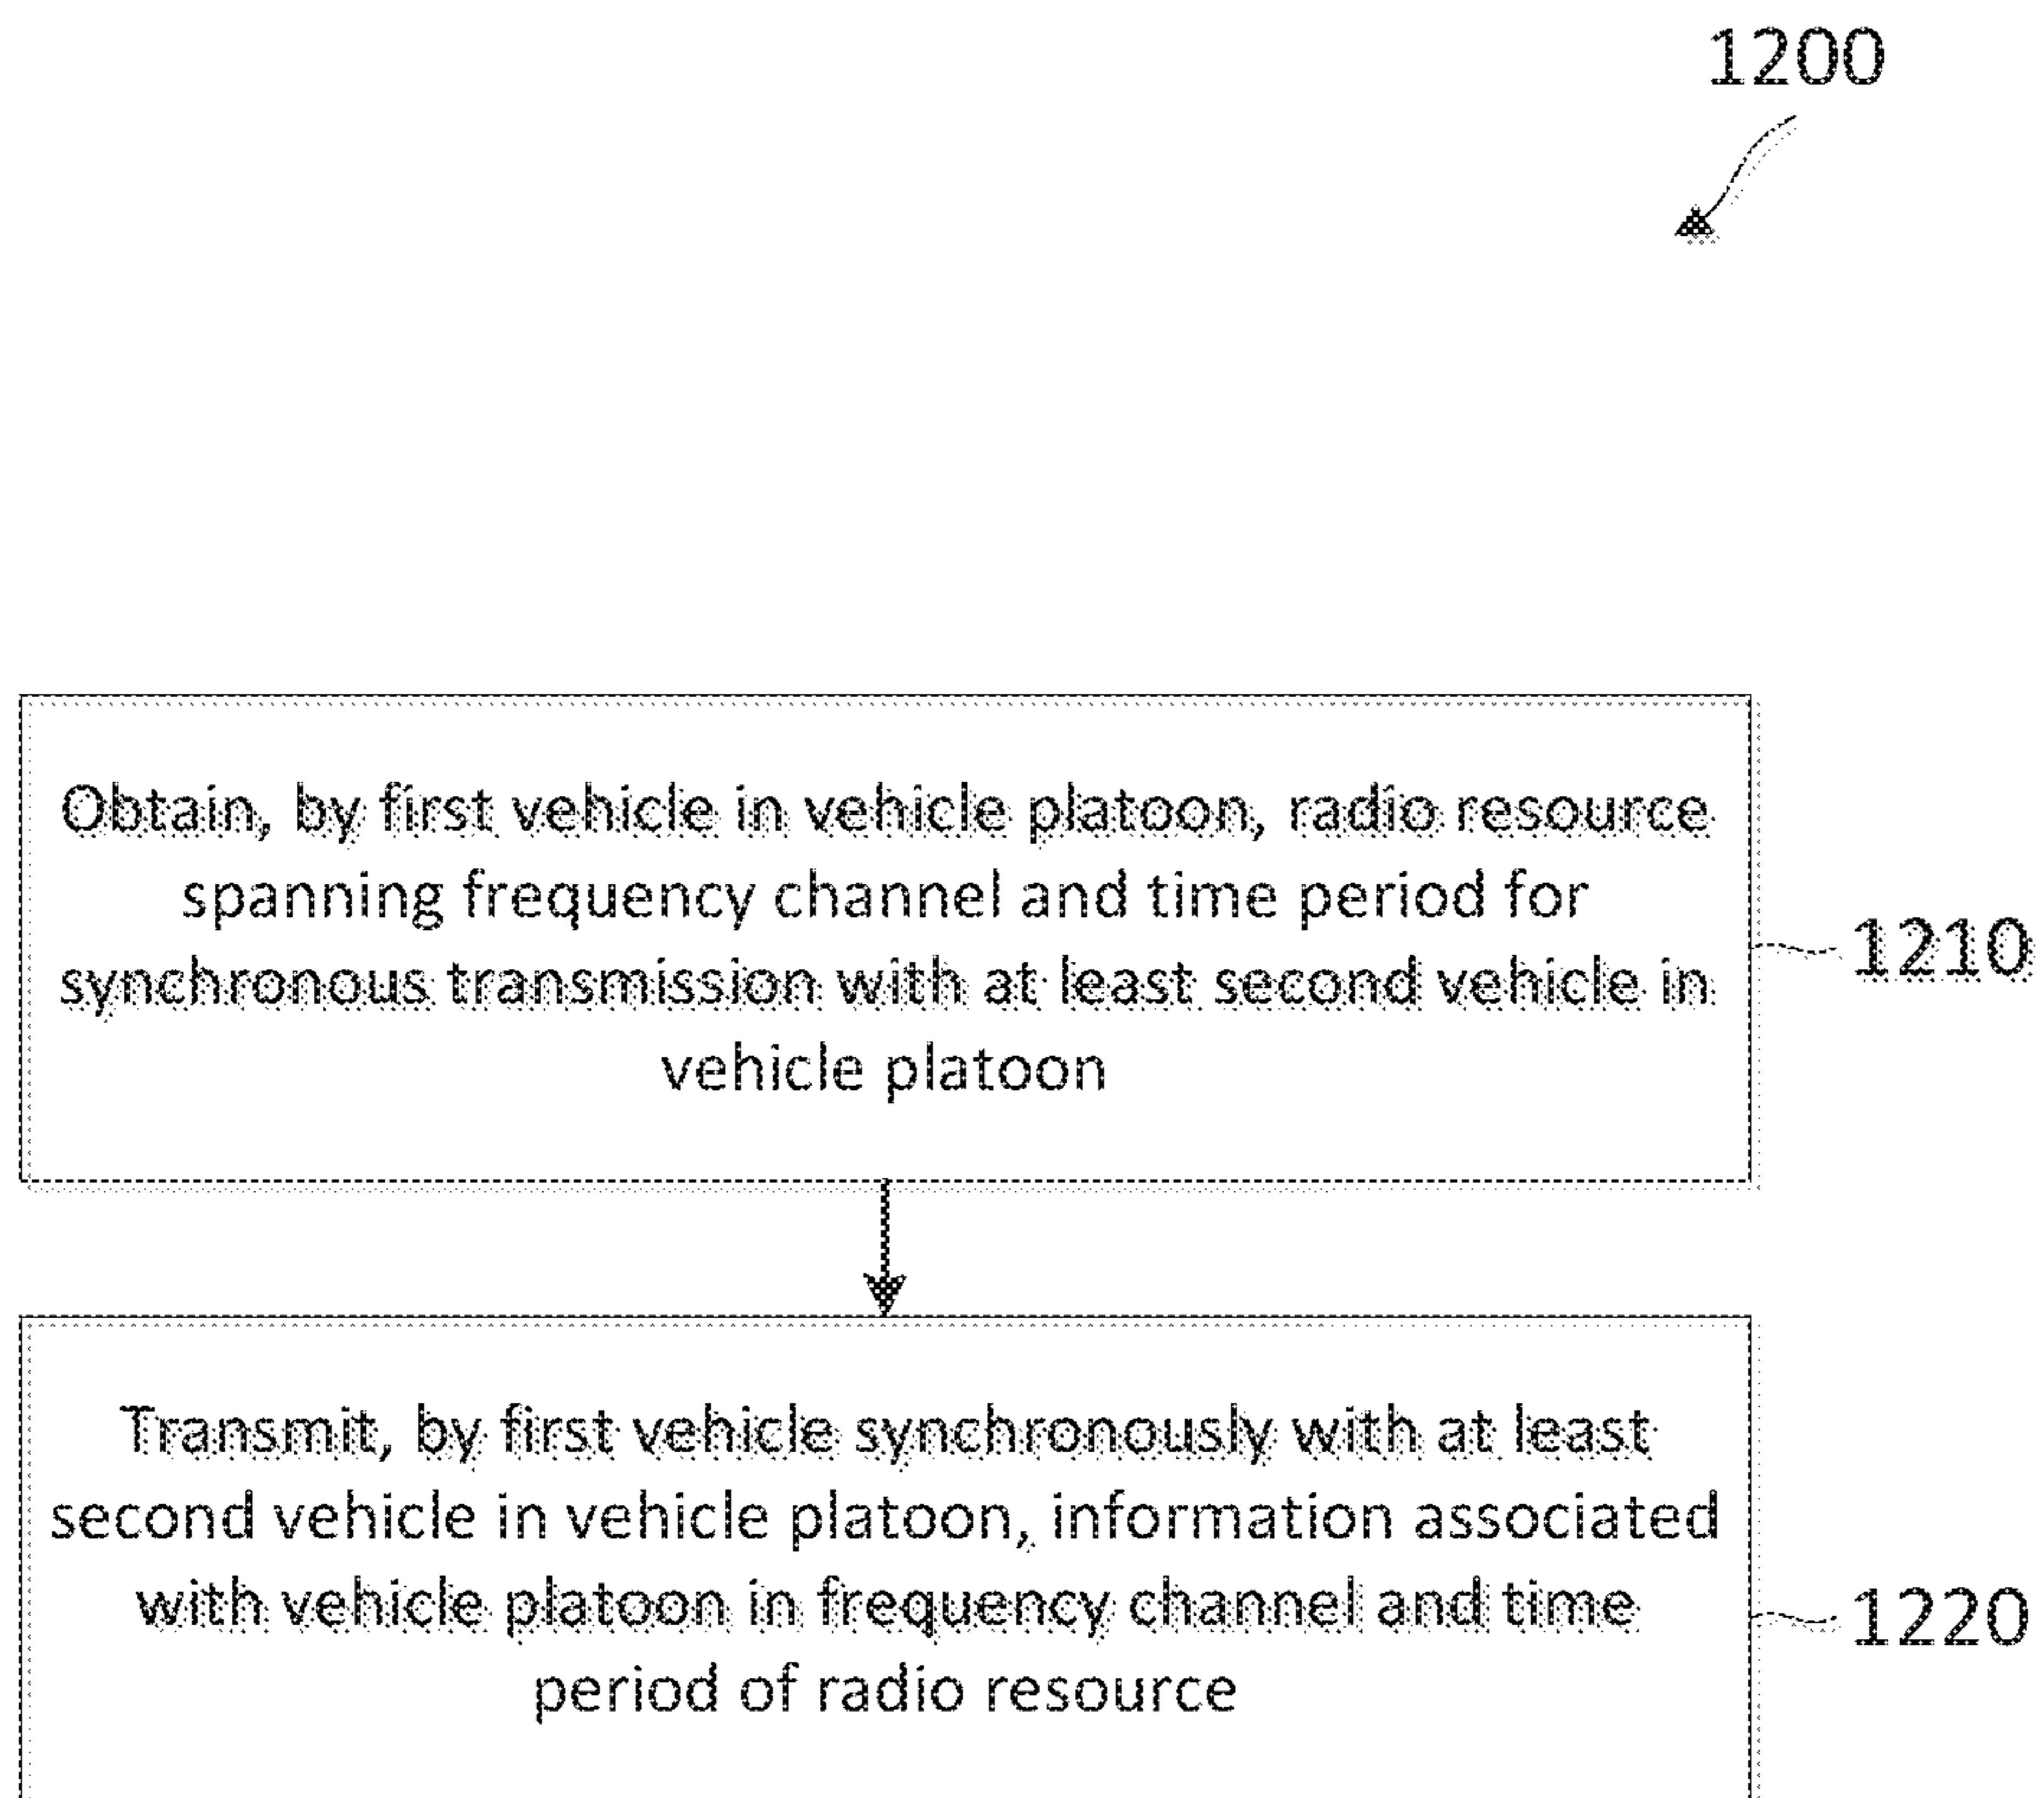 1200
Obtain, by first vehicle in vehicle platoon, radio resource
spanning frequency channel and time period for
synchronous transmission with at least second vehicle in
vehicle platoon
1210
Transmit, by first vehicle synchronously with at least
second vehicle in vehicle platoon, information associated
with vehicle platoon in frequency channel and time
period of radio resource
1220